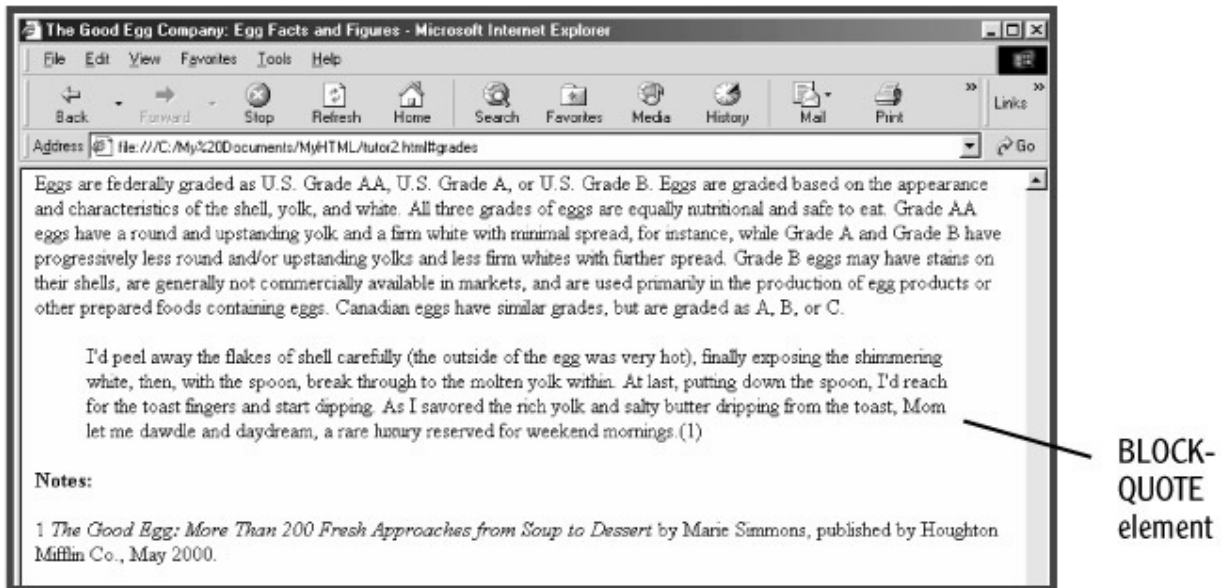 The Good Egg Company: Egg Facts and Figures - Microsoft Internet Explorer
File Edit View Favorites Tools Help
Back Forward Stop Refresh Home Search Favorites Media History Mail Print » Links »
Address file:///C:/My%20Documents/MyHTML/tutor2.html#grades Go
Eggs are federally graded as U.S. Grade AA, U.S. Grade A, or U.S. Grade B. Eggs are graded based on the appearance
and characteristics of the shell, yolk, and white. All three grades of eggs are equally nutritional and safe to eat. Grade AA
eggs have a round and upstanding yolk and a firm white with minimal spread, for instance, while Grade A and Grade B have
progressively less round and/or upstanding yolks and less firm whites with further spread. Grade B eggs may have stains on
their shells, are generally not commercially available in markets, and are used primarily in the production of egg products or
other prepared foods containing eggs. Canadian eggs have similar grades, but are graded as A, B, or C.
I'd peel away the flakes of shell carefully (the outside of the egg was very hot), finally exposing the shimmering
white, then, with the spoon, break through to the molten yolk within. At last, putting down the spoon, I'd reach
for the toast fingers and start dipping. As I savored the rich yolk and salty butter dripping from the toast, Mom
let me dawdle and daydream, a rare luxury reserved for weekend mornings.(1)
BLOCK-
QUOTE
element
Notes:
1 The Good Egg: More Than 200 Fresh Approaches from Soup to Dessert by Marie Simmons, published by Houghton
Mifflin Co., May 2000.